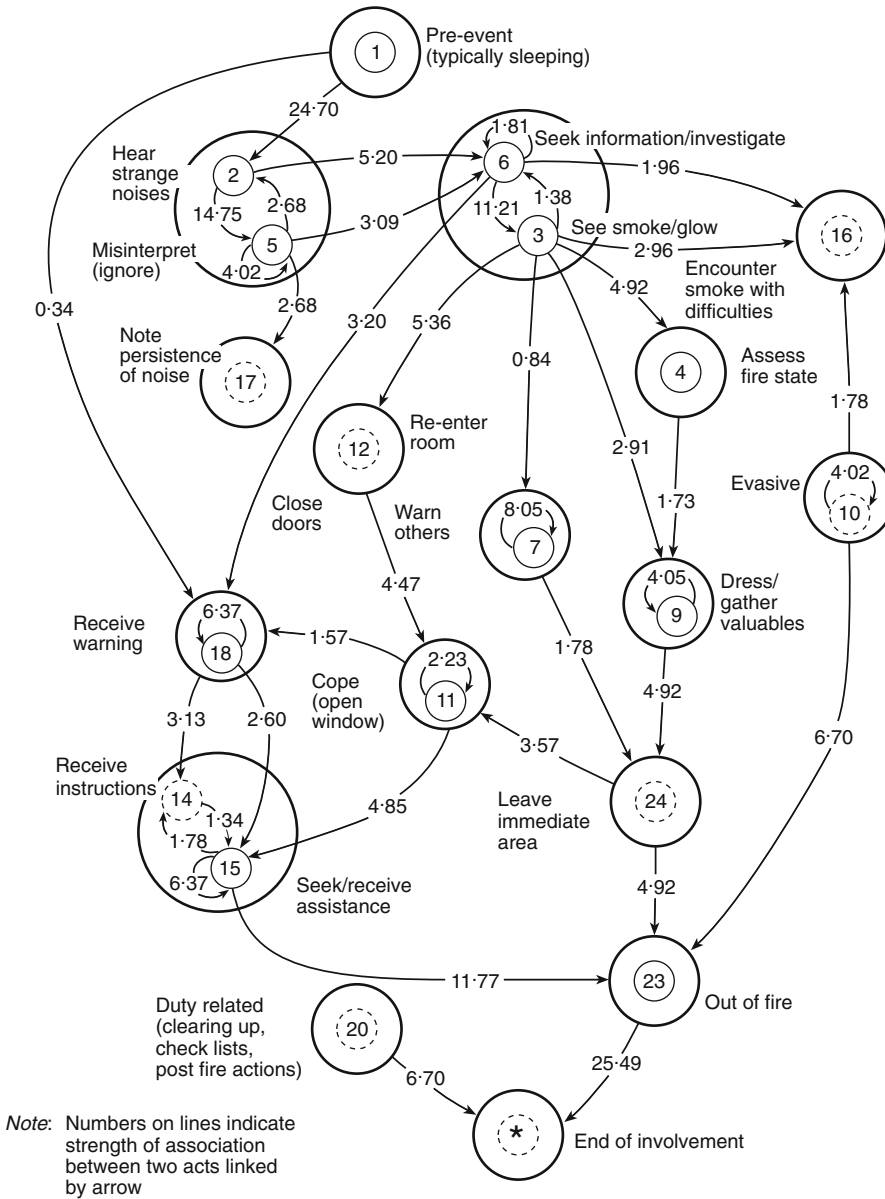 1
Pre-event
(typically sleeping)
24·70
Hear
strange
noises
2
14·75
2·68
5
4·02
Misinterpret
(ignore)
5·20
3·09
1·81
6
Seek information/investigate
11·21
1·38
3
See smoke/glow
1·96
2·96
16
Encounter
smoke with
difficulties
0·34
2·68
Note
persistence
of noise
17
3·20
5·36
0·84
4·92
4
Assess
fire state
12
Re-enter
room
2·91
1·73
1·78
Evasive
4·02
10
Close
doors
Warn
others
8·05
7
4·47
4·05
9
Dress/
gather
valuables
Receive
warning
6·37
18
1·57
Cope
(open
window)
2·23
11
1·78
4·92
3·13
2·60
3·57
6·70
Receive
instructions
14
1·34
1·78
15
6·37
4·85
Leave
immediate
area
24
Seek/receive
assistance
4·92
11·77
23
Out of fire
Duty related
(clearing up,
check lists,
post fire actions)
20
6·70
25·49
*
End of involvement
Note: Numbers on lines indicate
strength of association
between two acts linked
by arrow